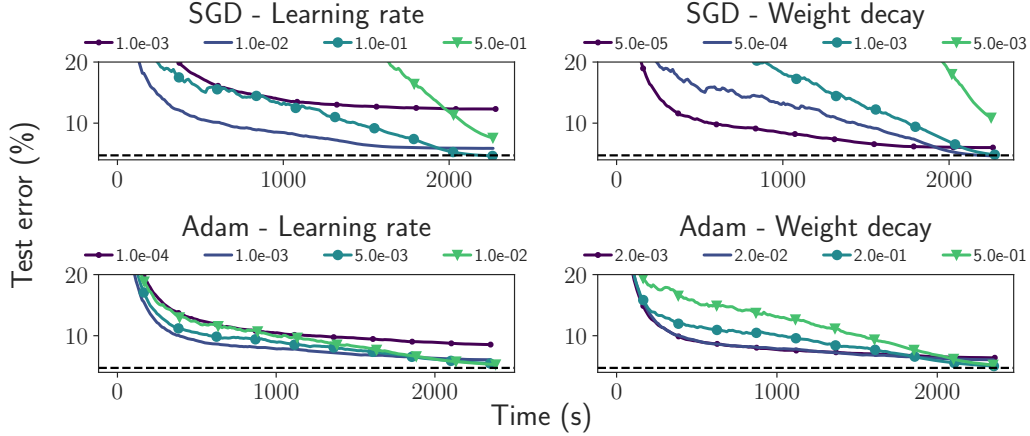 SGD - Learning rate
1.0e-03 1.0e-02 1.0e-01 5.0e-01
20
10
0 1000 2000
SGD - Weight decay
5.0e-05 5.0e-04 1.0e-03 5.0e-03
20
10
0 1000 2000
Test error (%)
Adam - Learning rate
1.0e-04 1.0e-03 5.0e-03 1.0e-02
20
10
0 1000 2000
Adam - Weight decay
2.0e-03 2.0e-02 2.0e-01 5.0e-01
20
10
0 1000 2000
Time (s)